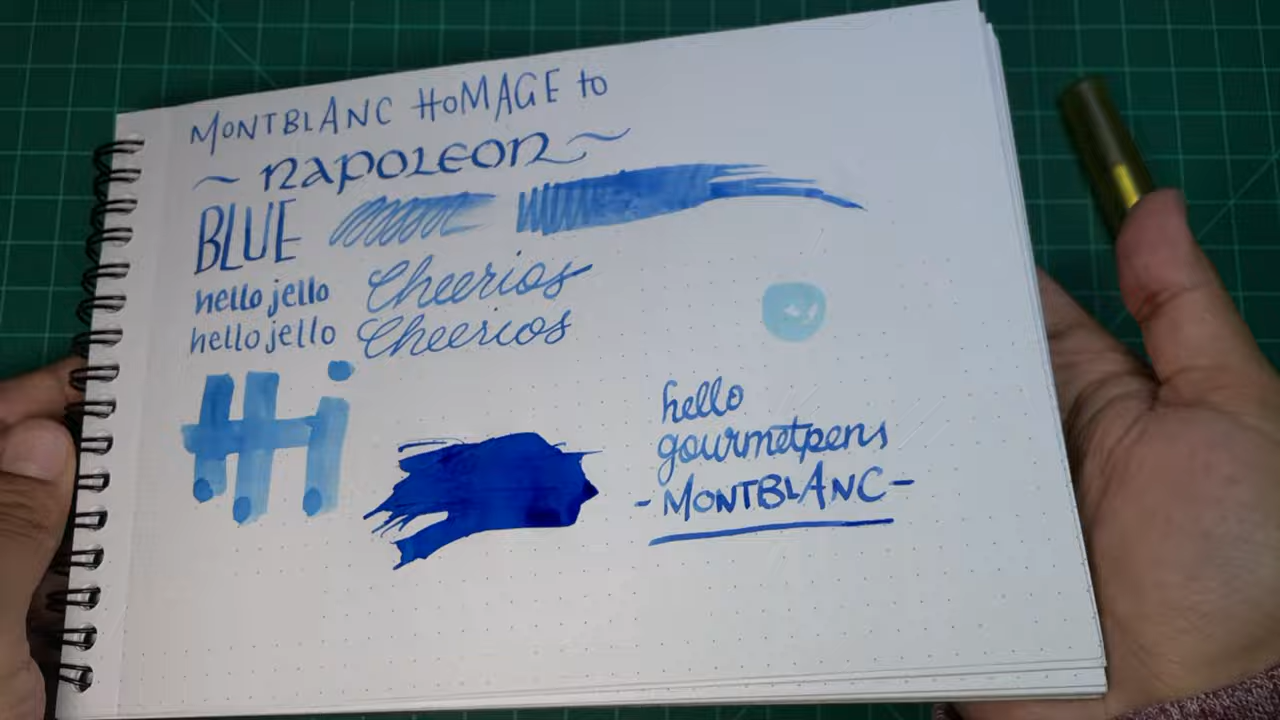 MONTBLANC HOMAGE to
~ NAPOLEON ~
BLUE
hello jello Cheerios
hello jello Cheerios
Hi
hello
gourmetpens
- MONTBLANC -